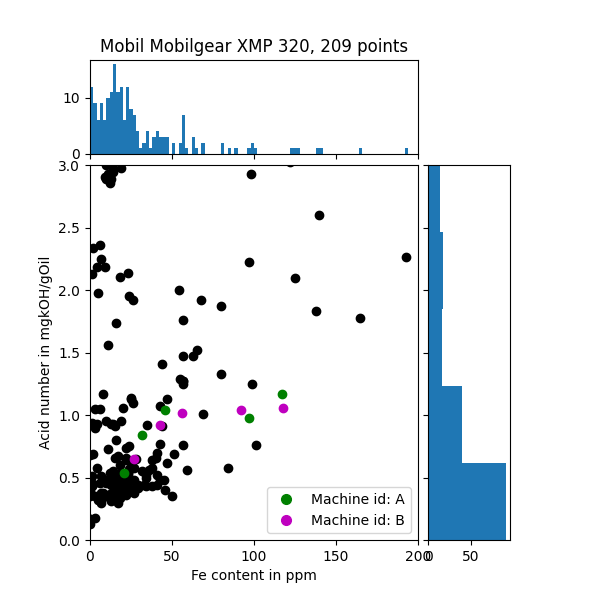 Mobil Mobilgear XMP 320, 209 points
10
0
3.0
2.5
2.0
1.5
1.0
0.5
0.0
Acid number in mgkOH/gOil
Machine id: A
Machine id: B
0 50 100 150 200
0 50
Fe content in ppm